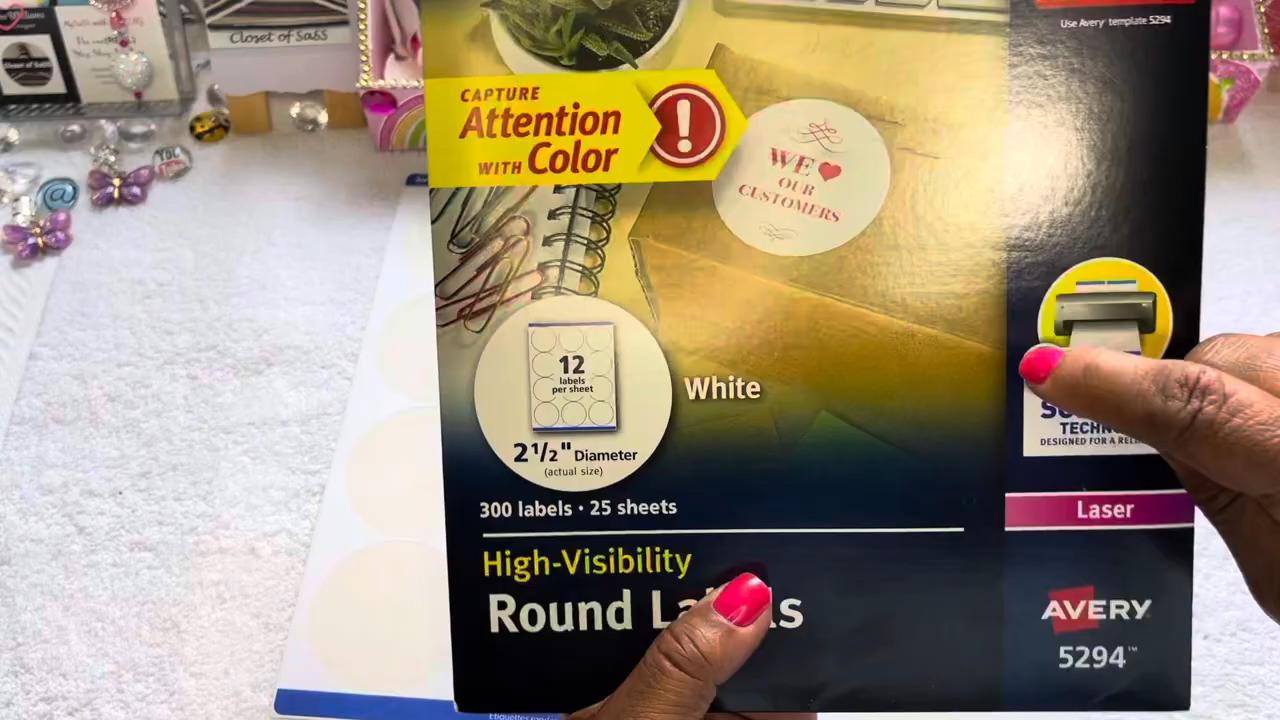 Closet of SaSS
Use Avery template 5294
CAPTURE
Attention
WITH Color
!
WE ♥
OUR
CUSTOMERS
YOU
@
12
labels
per sheet
White
2 1/2" Diameter
(actual size)
TECHN
DESIGNED FOR A
300 labels • 25 sheets
Laser
High-Visibility
Round La s
AVERY
5294™